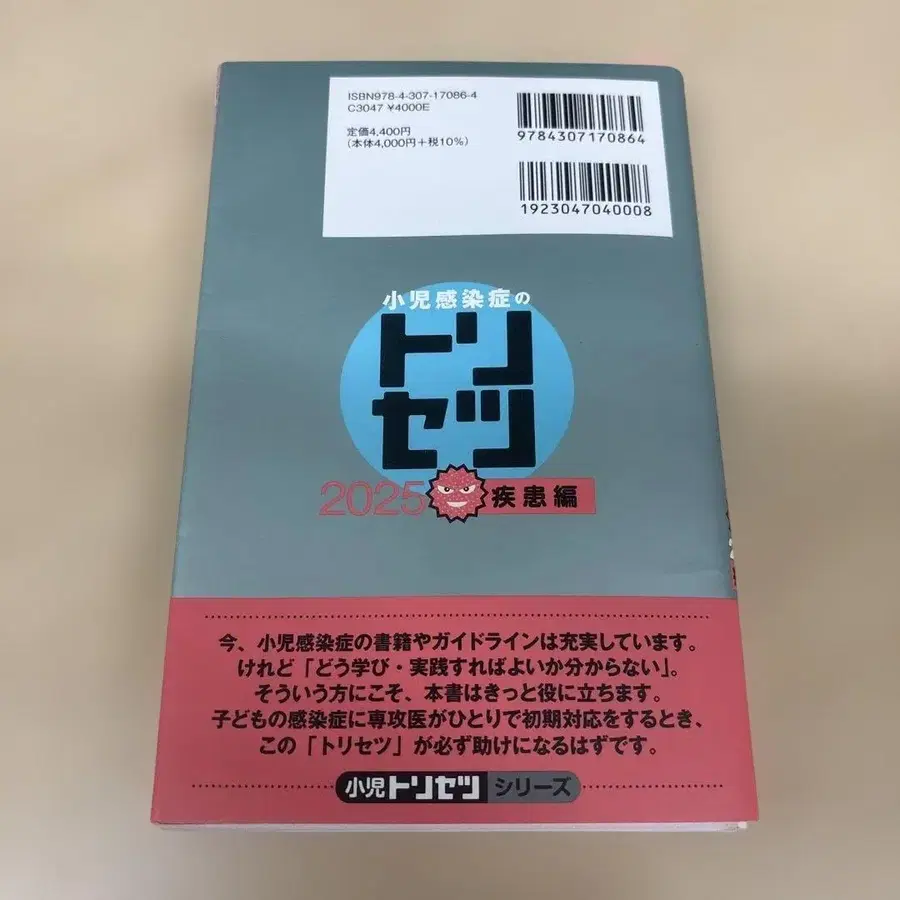 ISBN978-4-307-17086-4
C3047 ¥4000E
定価4,400円
(本体4,000円+税10%)
9784307170864
1923047040008
小児感染症の
トリ
セツ
2025 疾患編
今、小児感染症の書籍やガイドラインは充実しています。
けれど「どう学び・実践すればよいか分からない」。
そういう方にこそ、本書はきっと役に立ちます。
子どもの感染症に専攻医がひとりで初期対応をするとき、
この「トリセツ」が必ず助けになるはずです。
小児トリセツシリーズ